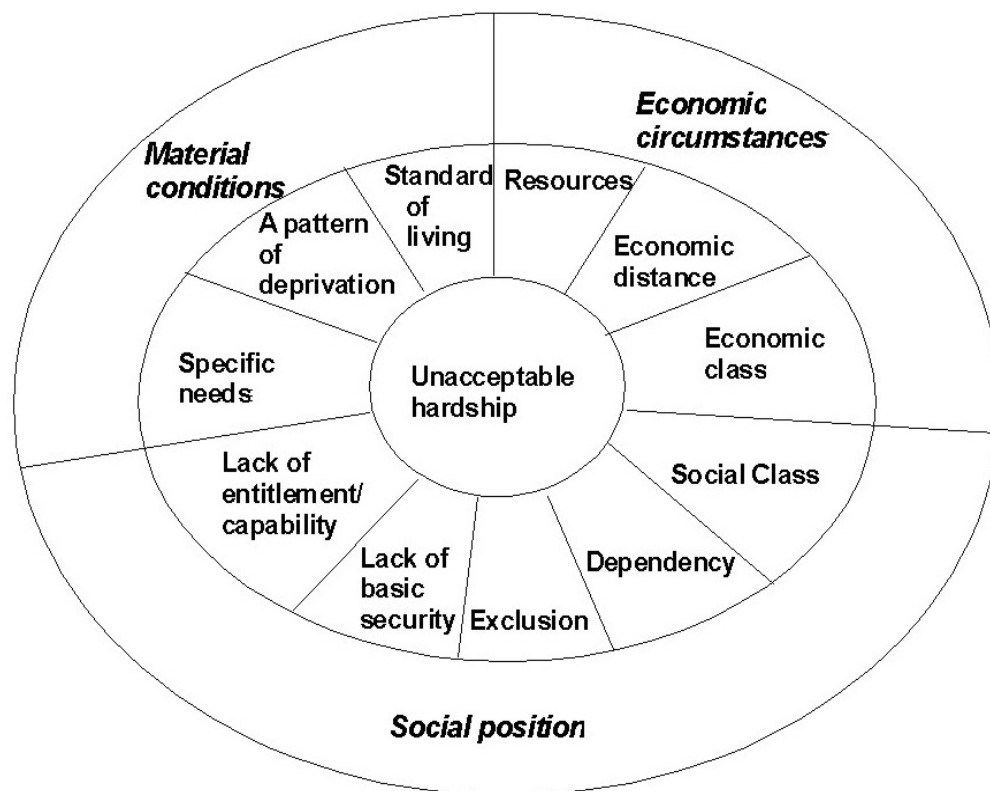 Economic
circumstances
Material
conditions
Standard
of
living
Resources
A pattern
of
deprivation
Economic
distance
Specific
needs
Economic
class
Unacceptable
hardship
Lack of
entitlement/
capability
Social Class
Lack of
basic
security
Dependency
Exclusion
Social position